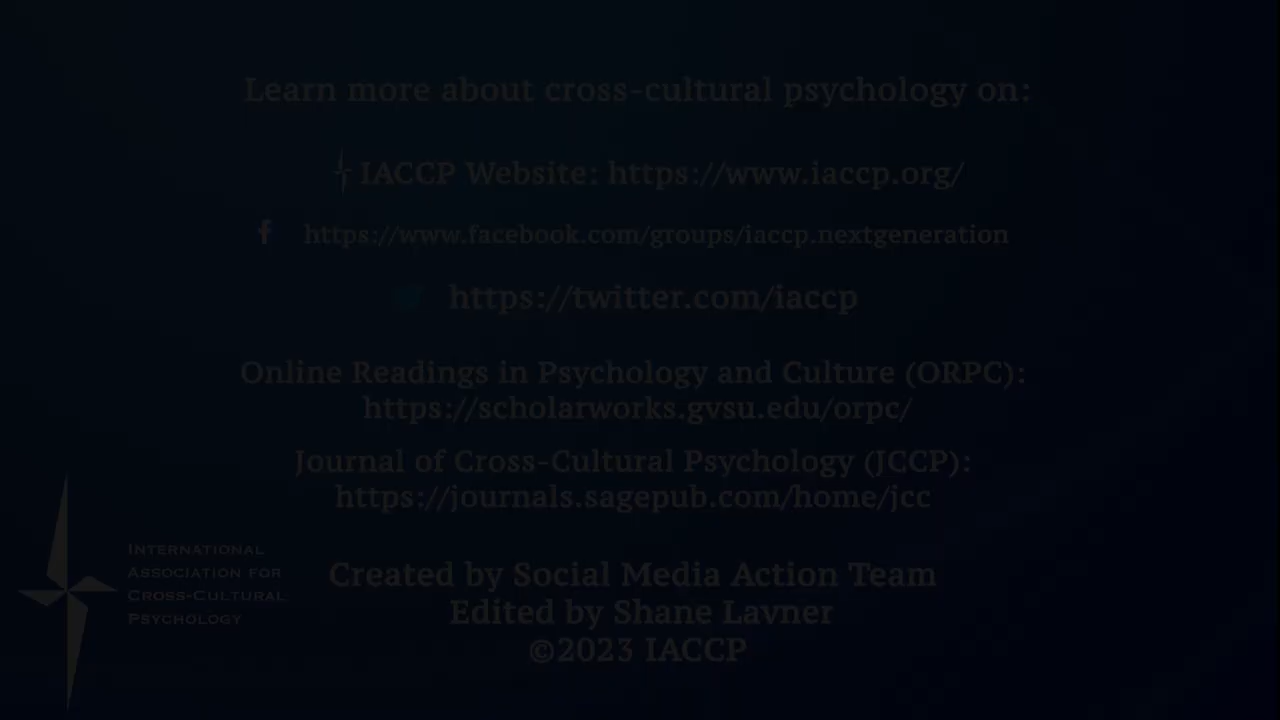 Learn more about cross-cultural psychology on:
IACCP Website: https://www.iaccp.org/
https://www.facebook.com/groups/iaccp.nextgeneration
https://twitter.com/iaccp
Online Readings in Psychology and Culture (ORPC):
https://scholarworks.gvsu.edu/orpc/
Journal of Cross-Cultural Psychology (JCCP):
https://journals.sagepub.com/home/jcc
INTERNATIONAL
ASSOCIATION FOR
CROSS-CULTURAL
PSYCHOLOGY
Created by Social Media Action Team
Edited by Shane Lavner
©2023 IACCP